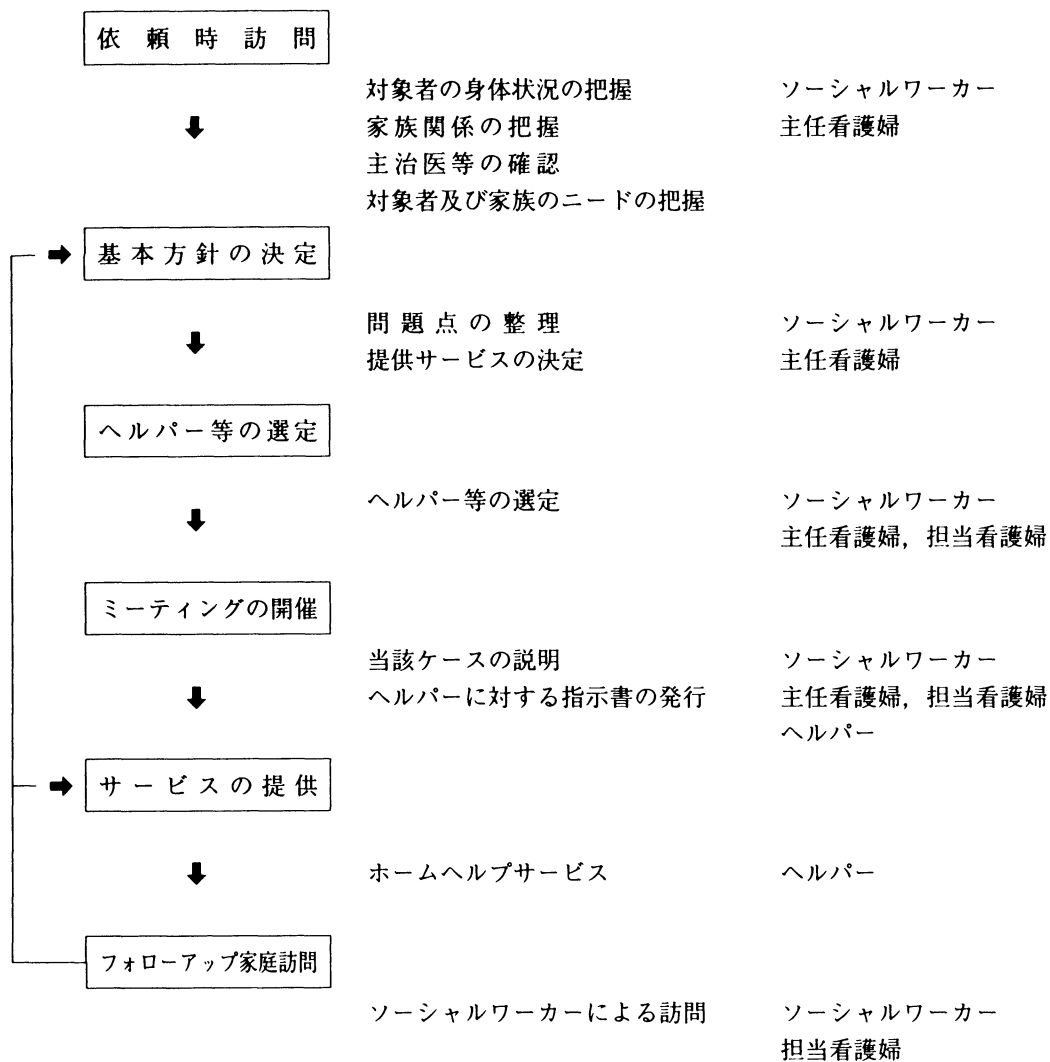 依頼時訪問
対象者の身体状況の把握 ソーシャルワーカー
家族関係の把握 主任看護婦
主治医等の確認
対象者及び家族のニードの把握
基本方針の決定
問題点の整理 ソーシャルワーカー
提供サービスの決定 主任看護婦
ヘルパー等の選定
ヘルパー等の選定 ソーシャルワーカー
主任看護婦，担当看護婦
ミーティングの開催
当該ケースの説明 ソーシャルワーカー
ヘルパーに対する指示書の発行 主任看護婦，担当看護婦
ヘルパー
サービスの提供
ホームヘルプサービス ヘルパー
フォローアップ家庭訪問
ソーシャルワーカーによる訪問 ソーシャルワーカー
担当看護婦